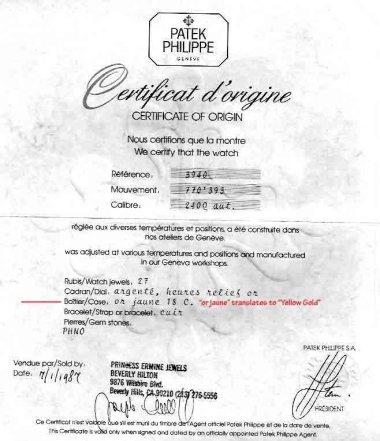 PATEK
PHILIPPE
GENEVE
Certificat d'origine
CERTIFICATE OF ORIGIN
Nous certifions que la montre
We certify that the watch
Référence: 3940
Mouvement: 770'393
Calibre: 2400 aut.
réglée aux diverses températures et positions, a été construite dans
nos ateliers de Genève.
was adjusted at various temperatures and positions and manufactured
in our Geneva workshops.
Rubis/Watch jewels. 27
Cadran/Dial. argenté, heures relief or
Boîtier/Case. or jaune 18 C. "or jaune" translates to "Yellow Gold"
Bracelet/Strap or bracelet. cuir
Pierres/Gem stones.
PHNO
PATEK PHILIPPE S.A.
Vendue par/Sold by:
PRINCESS ERMINE JEWELS
BEVERLY HILTON
Date.
9876 Wilshire Blvd.
Beverly Hills, CA 90210 (213) 276-5556
PRÉSIDENT
Ce Certificat n'est valable que s'il est muni du timbre de l'Agent officiel Patek Philippe et de la date de vente.
This Certificate is valid only when signed and dated by an officially appointed Patek Philippe Agent.